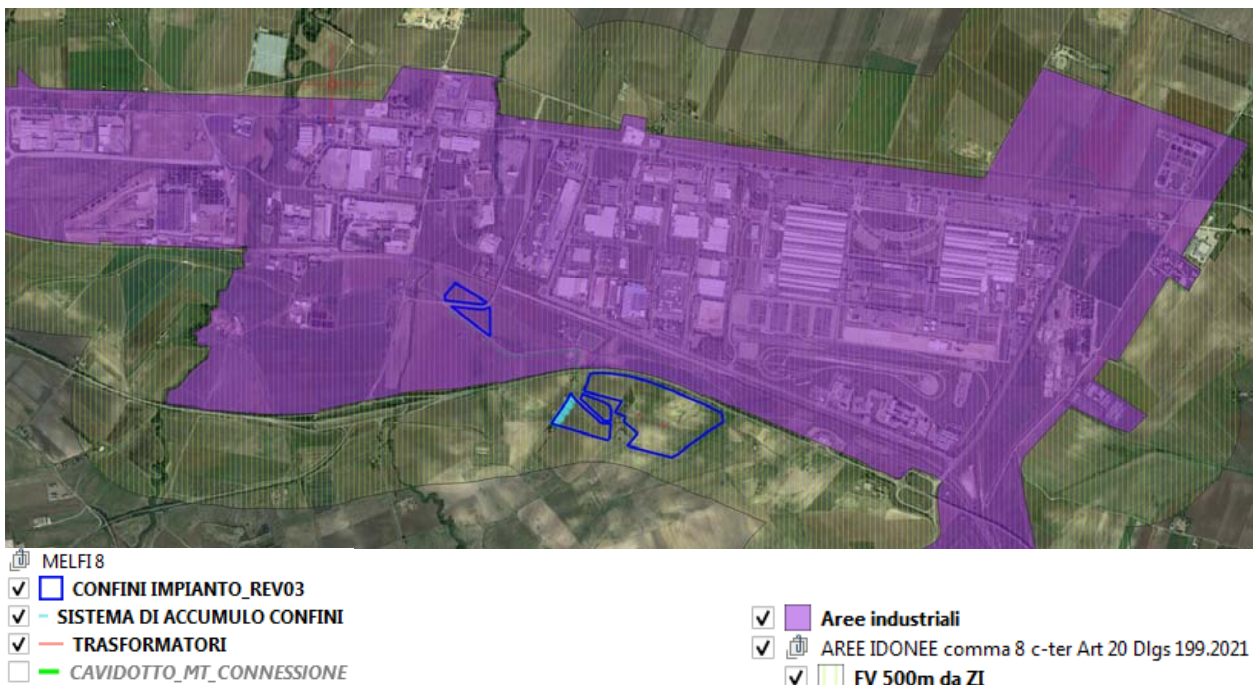 MELFI 8
CONFINI IMPIANTO_REV03
SISTEMA DI ACCUMULO CONFINI
TRASFORMATORI
CAVIDOTTO_MT_CONNESSIONE
Aree industriali
AREE IDONEE comma 8 c-ter Art 20 Dlgs 199.2021
FV 500m da ZI